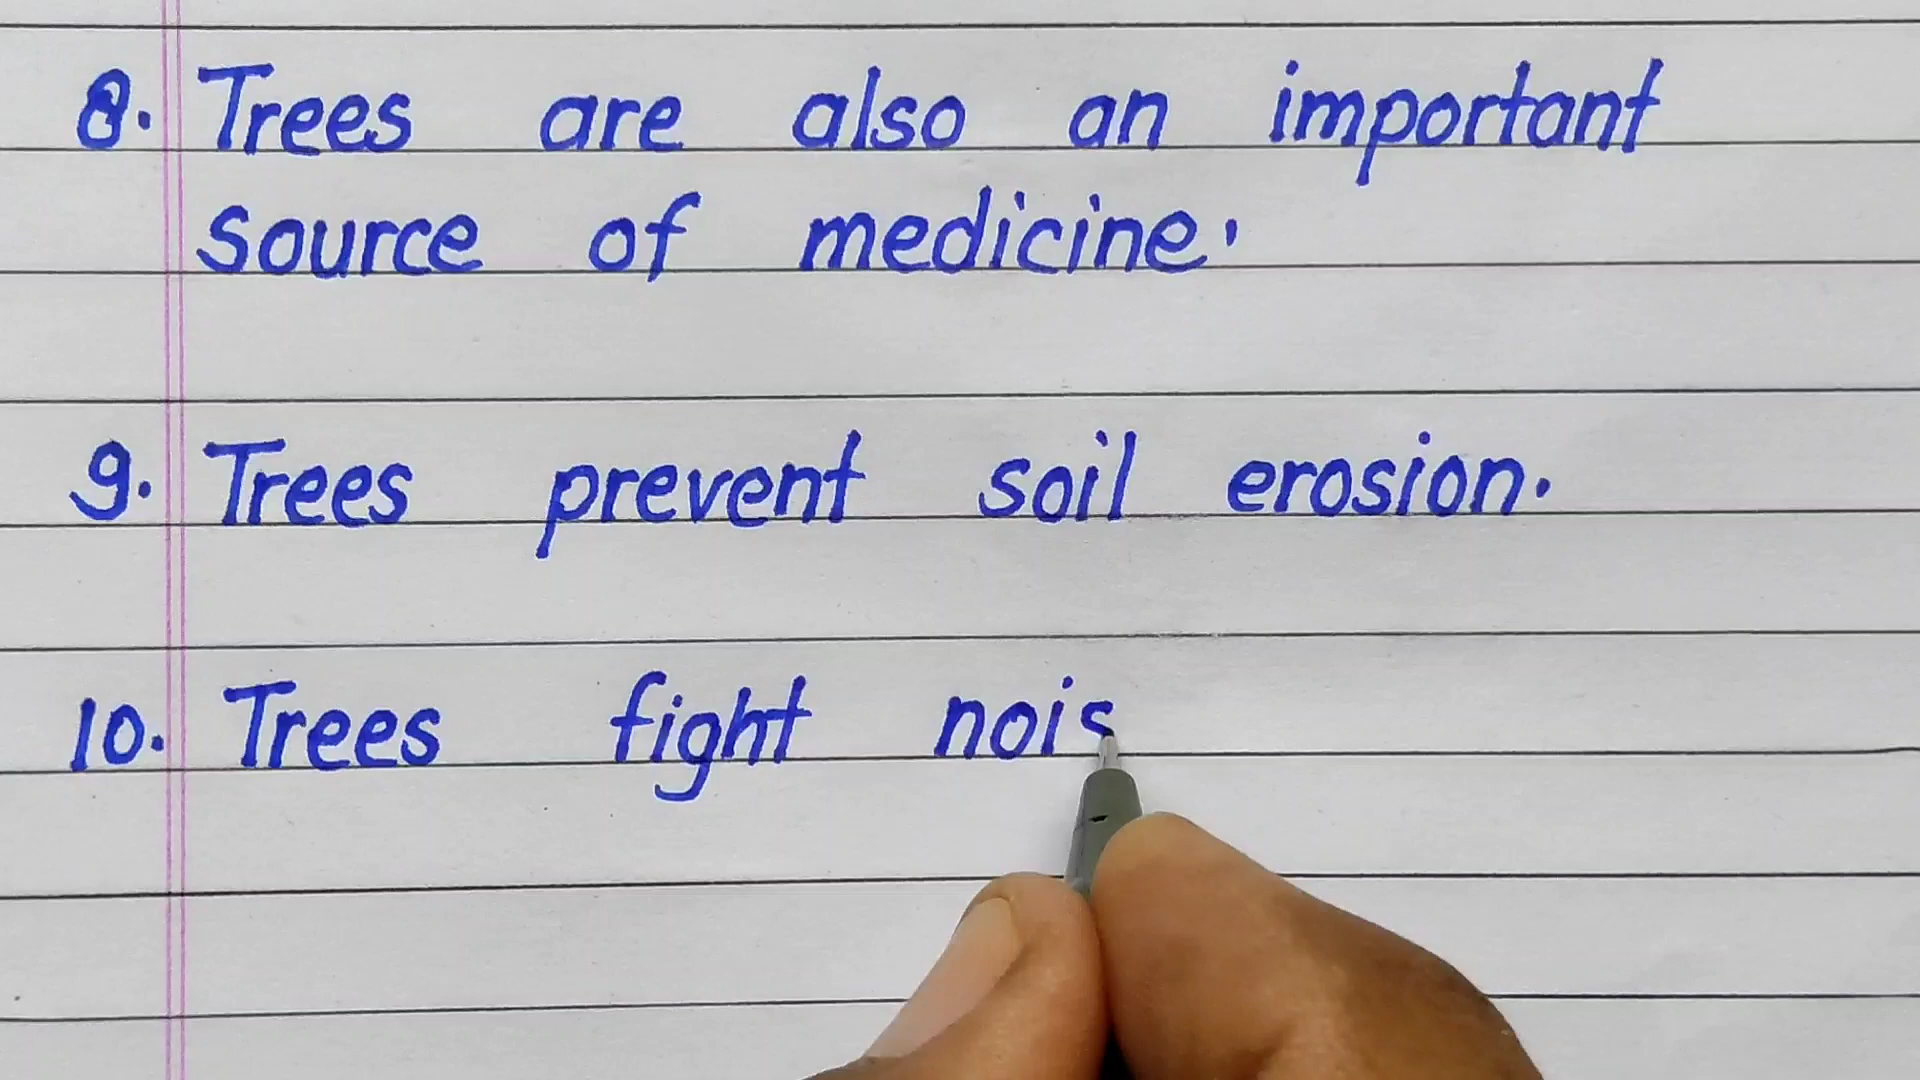 8. Trees are also an important
source of medicine.
9. Trees prevent soil erosion.
10. Trees fight nois